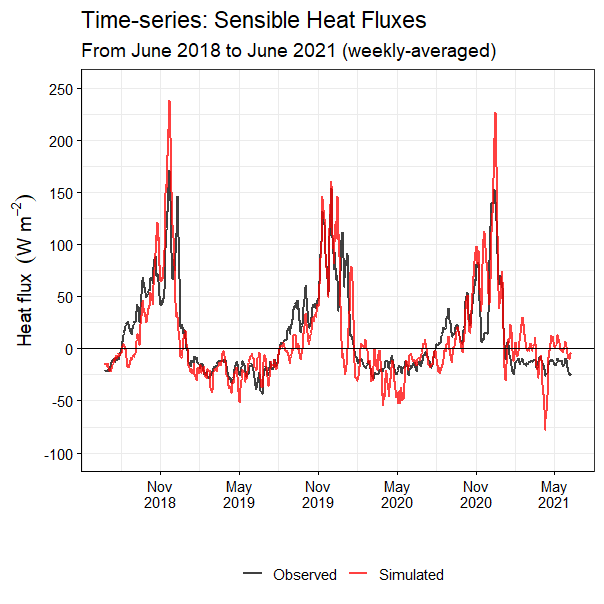 Time-series: Sensible Heat Fluxes
From June 2018 to June 2021 (weekly-averaged)
Heat flux (W m⁻²)
250
200
150
100
50
0
-50
-100
Nov 2018
May 2019
Nov 2019
May 2020
Nov 2020
May 2021
Observed
Simulated